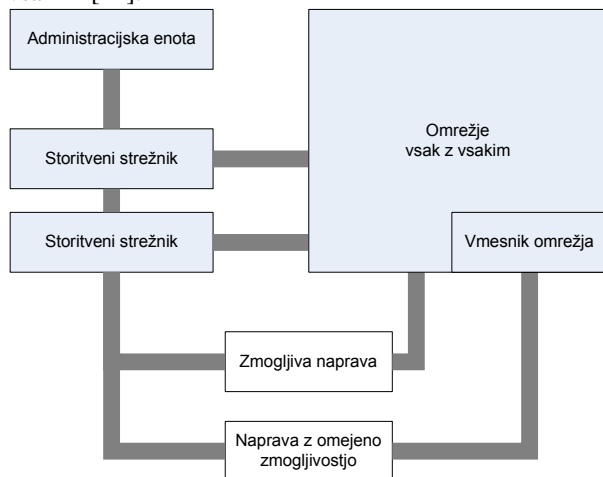 Administracijska enota
Omrežje
vsak z vsakim
Storitveni strežnik
Storitveni strežnik
Vmesnik omrežja
Zmogljiva naprava
Naprava z omejeno
zmogljivostjo